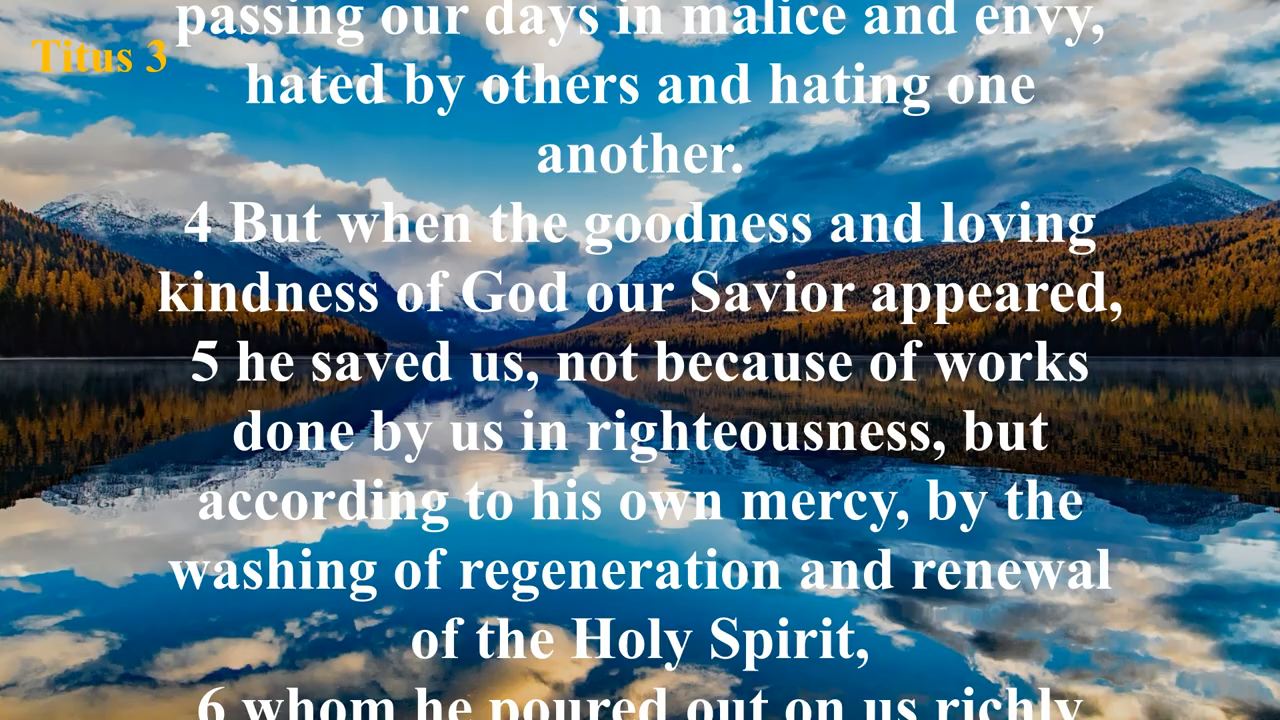 passing our days in malice and envy,
Titus 3
hated by others and hating one
another.
4 But when the goodness and loving
kindness of God our Savior appeared,
5 he saved us, not because of works
done by us in righteousness, but
according to his own mercy, by the
washing of regeneration and renewal
of the Holy Spirit,
6 whom he poured out on us richly